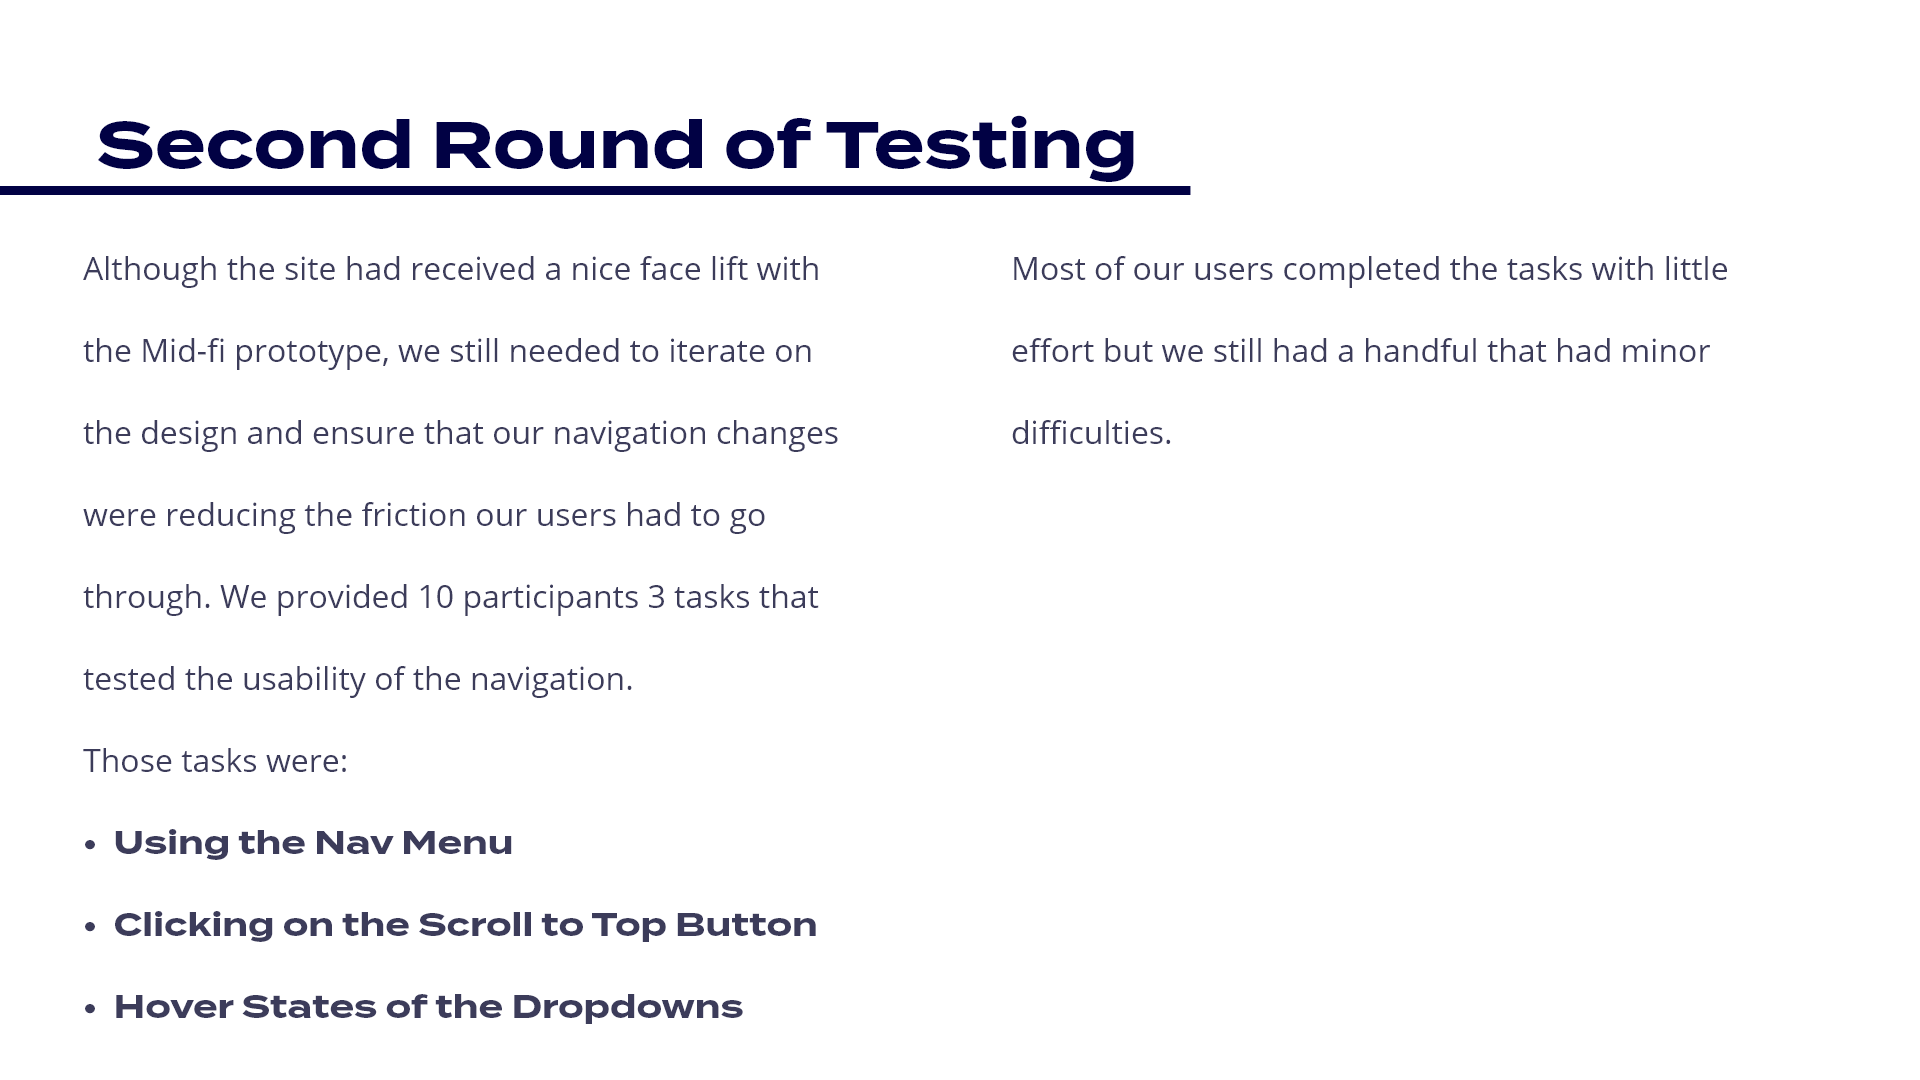 Second Round of Testing
Although the site had received a nice face lift with
the Mid-fi prototype, we still needed to iterate on
the design and ensure that our navigation changes
were reducing the friction our users had to go
through. We provided 10 participants 3 tasks that
tested the usability of the navigation.
Those tasks were:
• Using the Nav Menu
• Clicking on the Scroll to Top Button
• Hover States of the Dropdowns
Most of our users completed the tasks with little
effort but we still had a handful that had minor
difficulties.